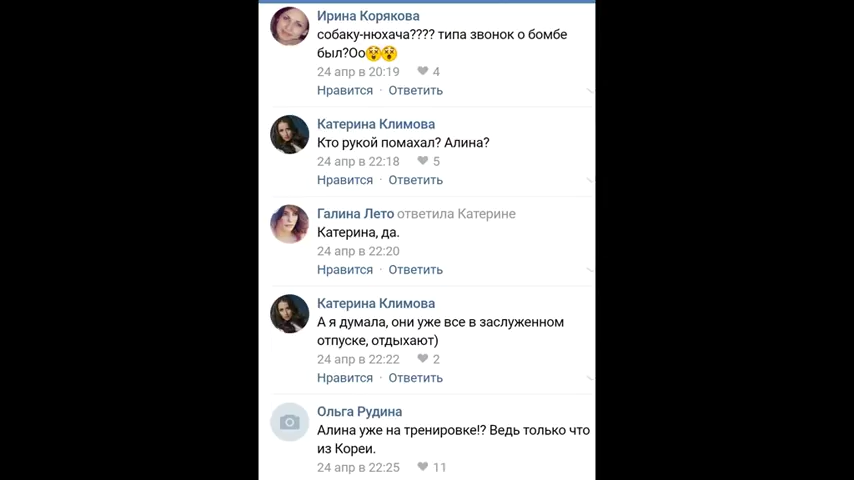 Ирина Корякова
собаку-нюхача???? типа звонок о бомбе
был?Оо😲😲
24 апр в 20:19 4
Нравится · Ответить
Катерина Климова
Кто рукой помахал? Алина?
24 апр в 22:18 5
Нравится · Ответить
Галина Лето ответила Катерине
Катерина, да.
24 апр в 22:20
Нравится · Ответить
Катерина Климова
А я думала, они уже все в заслуженном
отпуске, отдыхают)
24 апр в 22:22 2
Нравится · Ответить
Ольга Рудина
Алина уже на тренировке!? Ведь только что
из Кореи.
24 апр в 22:25 11